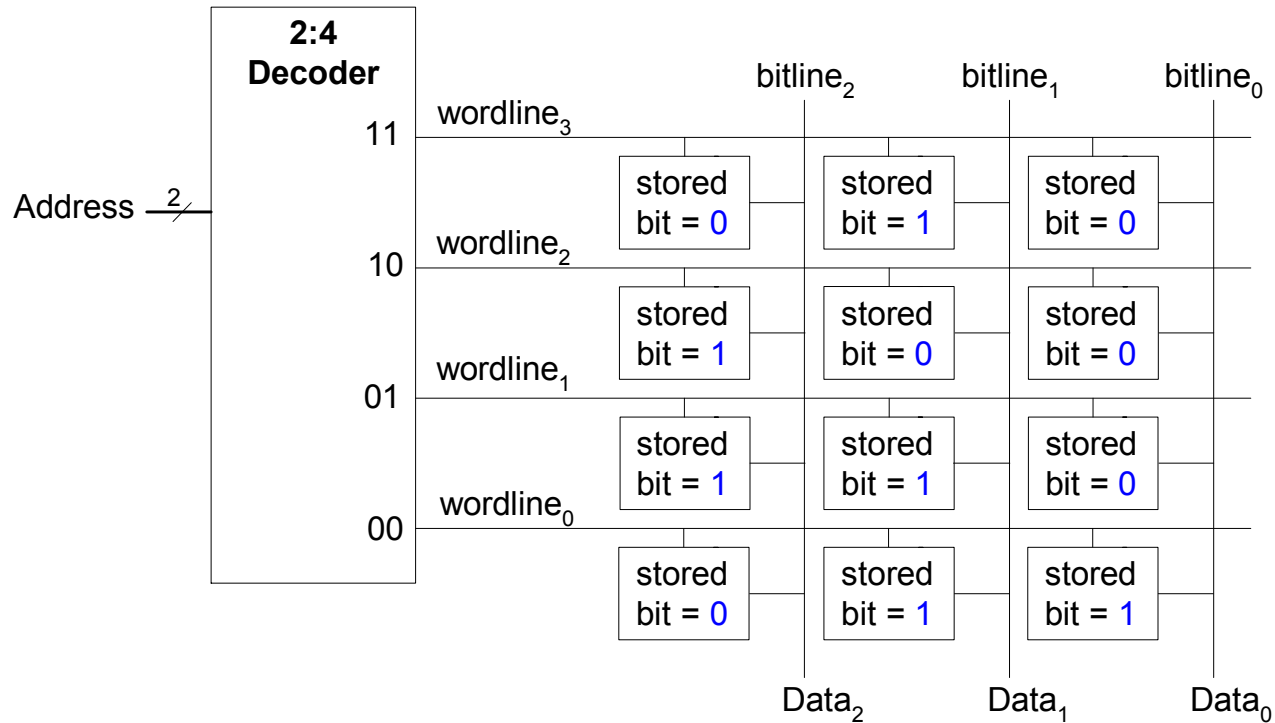 2:4
Decoder
bitline₂ bitline₁ bitline₀
wordline₃
11
stored stored stored
bit = 0 bit = 1 bit = 0
Address 2
wordline₂
10
stored stored stored
bit = 1 bit = 0 bit = 0
wordline₁
01
stored stored stored
bit = 1 bit = 1 bit = 0
wordline₀
00
stored stored stored
bit = 0 bit = 1 bit = 1
Data₂ Data₁ Data₀